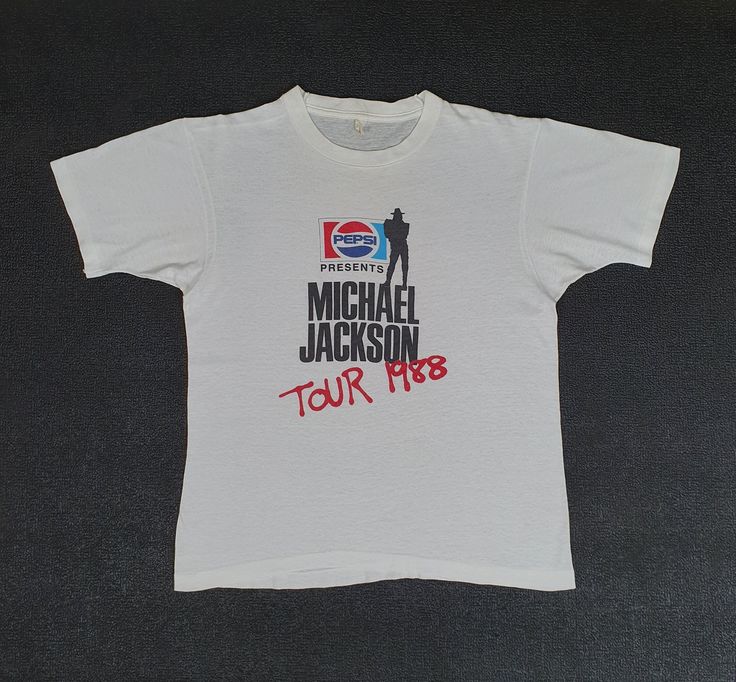 PEPSI
PRESENTS
MICHAEL
JACKSON
TOUR 1988